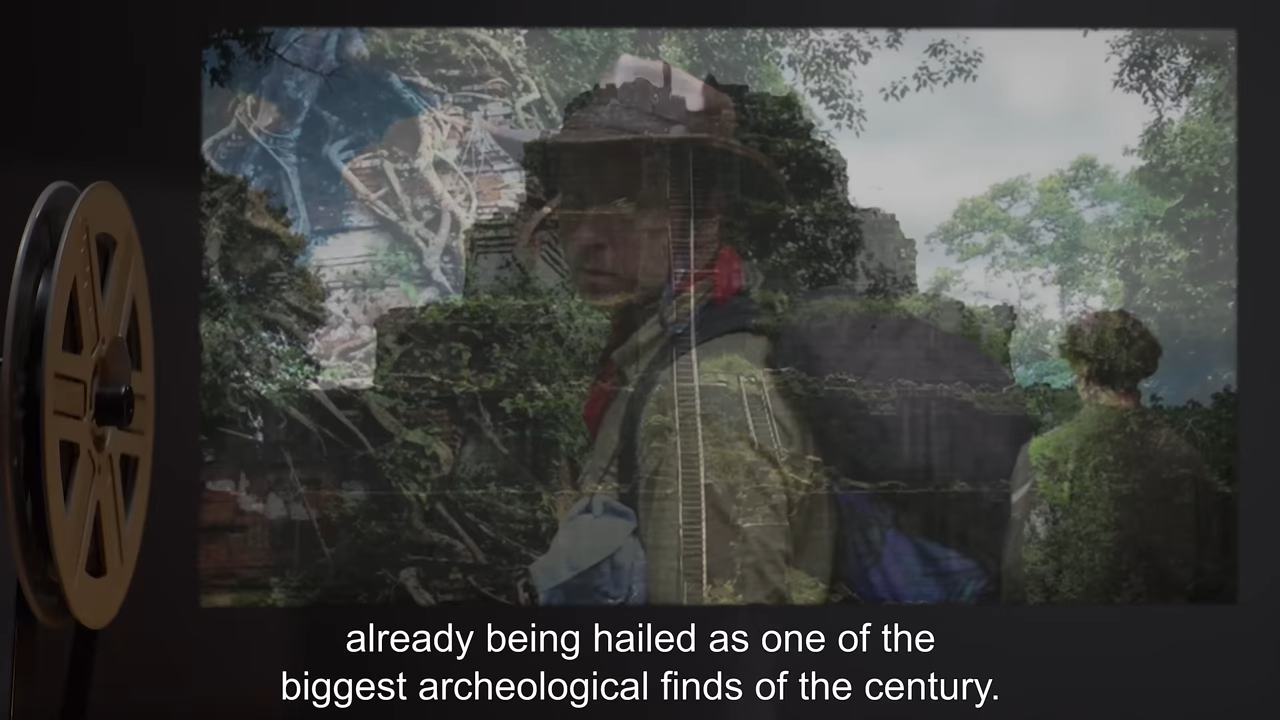 already being hailed as one of the
biggest archeological finds of the century.